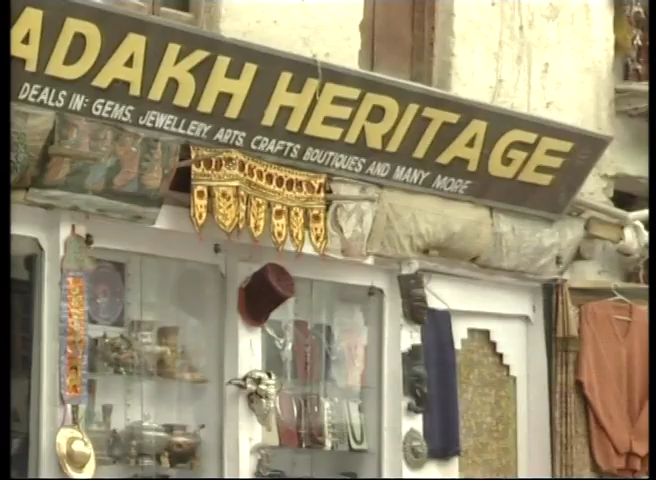 ADAKH HERITAGE
DEALS IN: GEMS, JEWELLERY, ARTS, CRAFTS BOUTIQUES AND MANY MORE